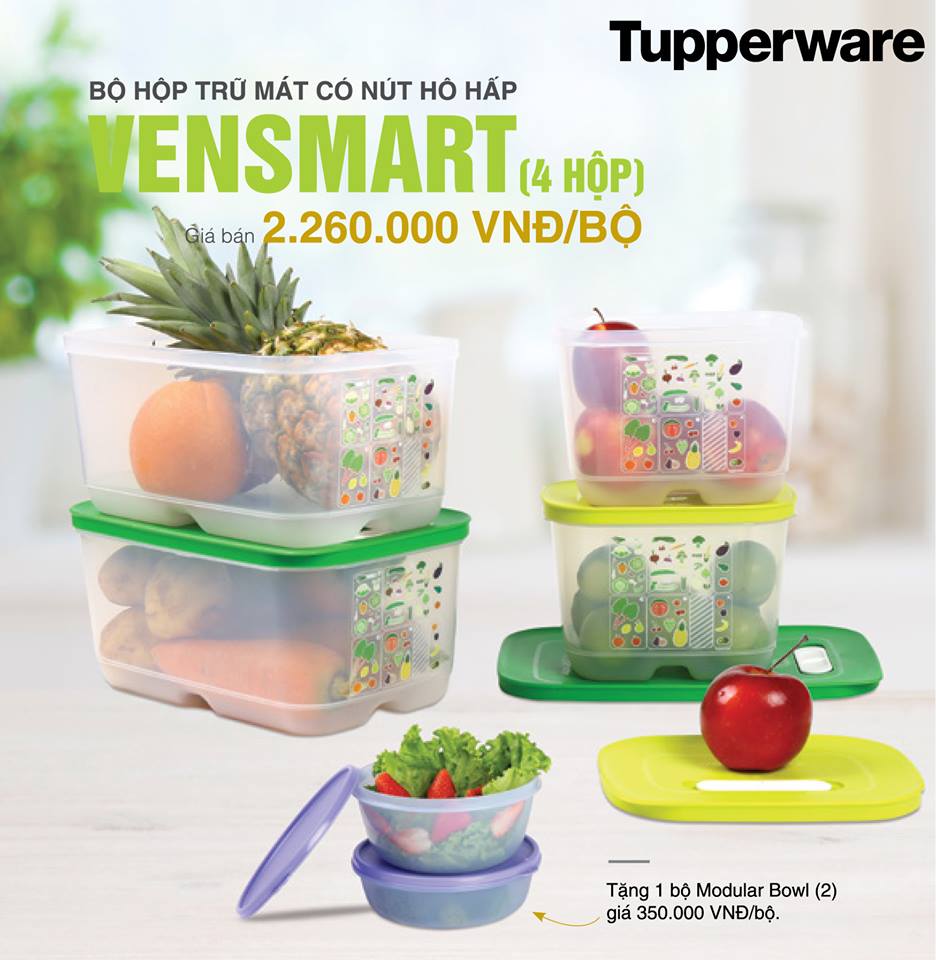 Tupperware
BỘ HỘP TRỮ MÁT CÓ NÚT HÔ HẤP
VENSMART (4 HỘP)
Giá bán 2.260.000 VNĐ/BỘ
Tặng 1 bộ Modular Bowl (2)
giá 350.000 VNĐ/bộ.